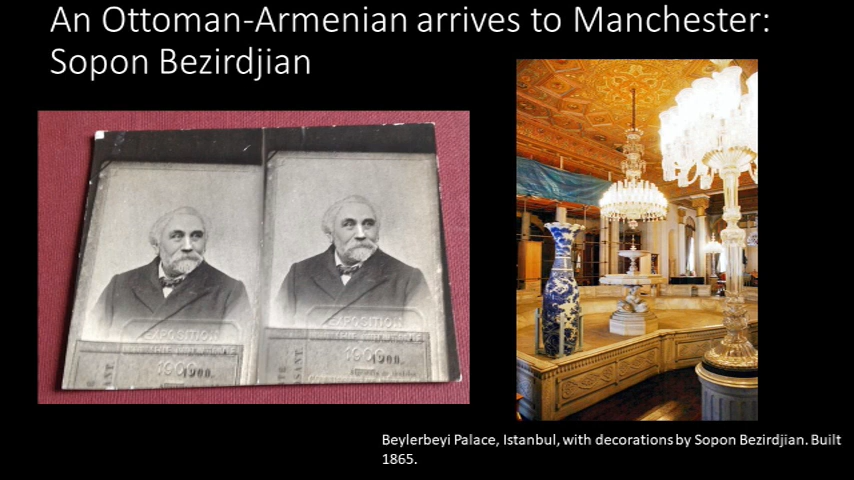 An Ottoman-Armenian arrives to Manchester:
Sopon Bezirdjian
EXPOSITION
EXPOSITION
1900.
1900.
Beylerbeyi Palace, Istanbul, with decorations by Sopon Bezirdjian. Built
1865.